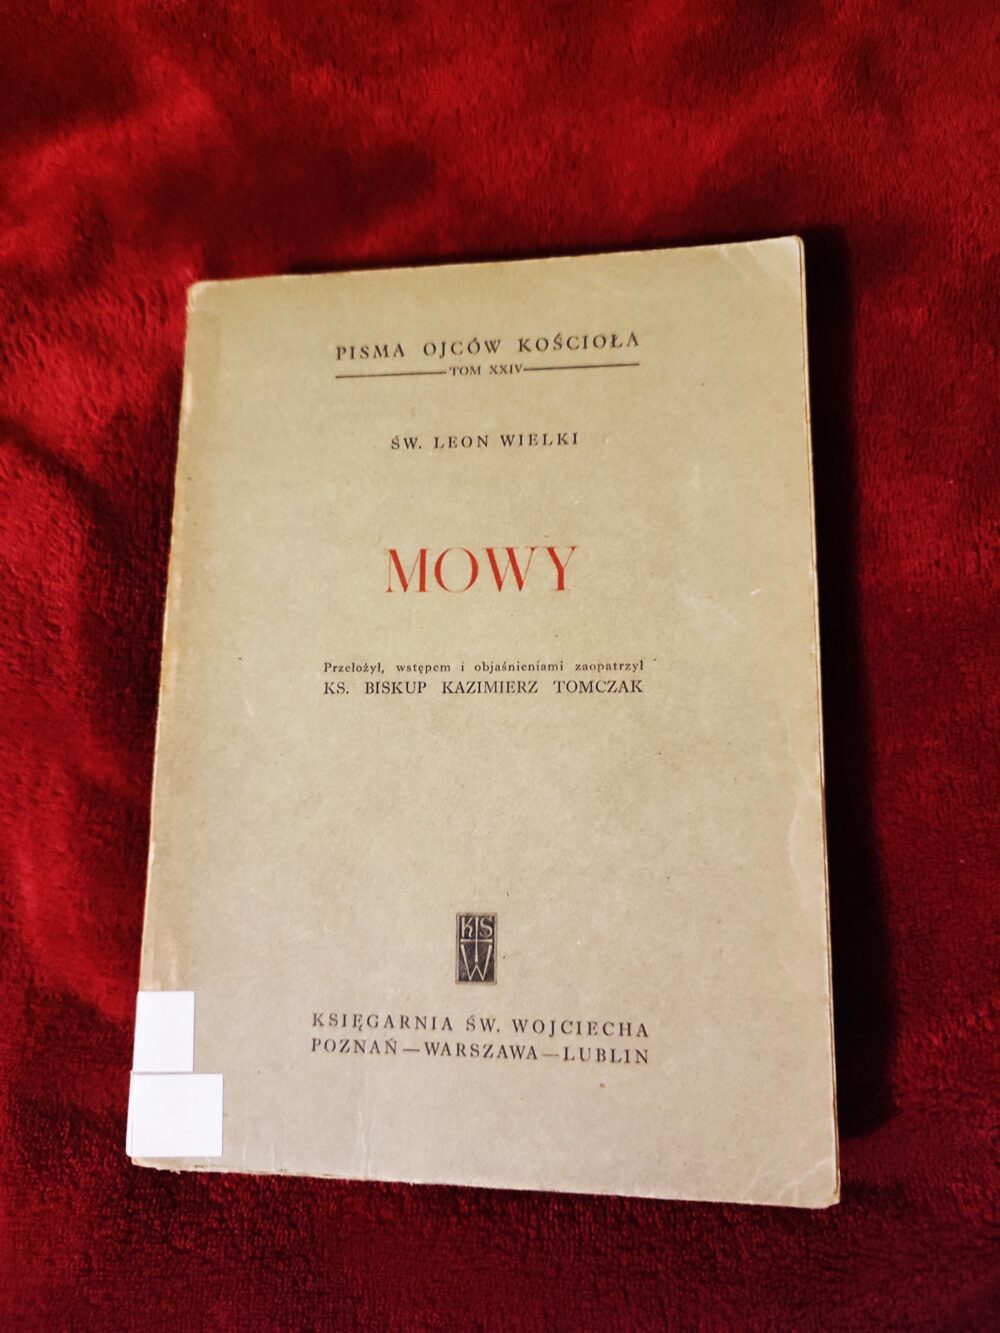 PISMA OJCÓW KOŚCIOŁA
TOM XXIV
ŚW. LEON WIELKI
MOWY
Przełożył, wstępem i objaśnieniami zaopatrzył
KS. BISKUP KAZIMIERZ TOMCZAK
KS
W
KSIĘGARNIA ŚW. WOJCIECHA
POZNAŃ—WARSZAWA—LUBLIN